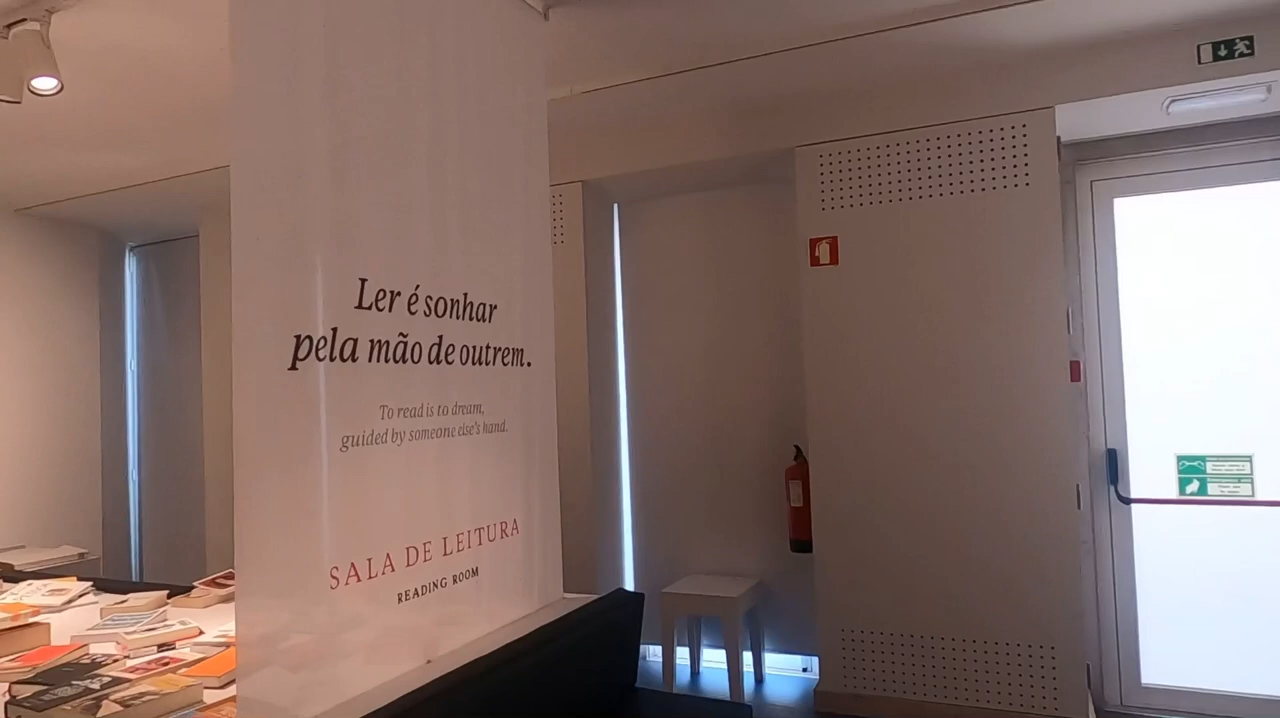 Ler é sonhar
pela mão de outrem.
To read is to dream,
guided by someone else's hand.
SALA DE LEITURA
READING ROOM